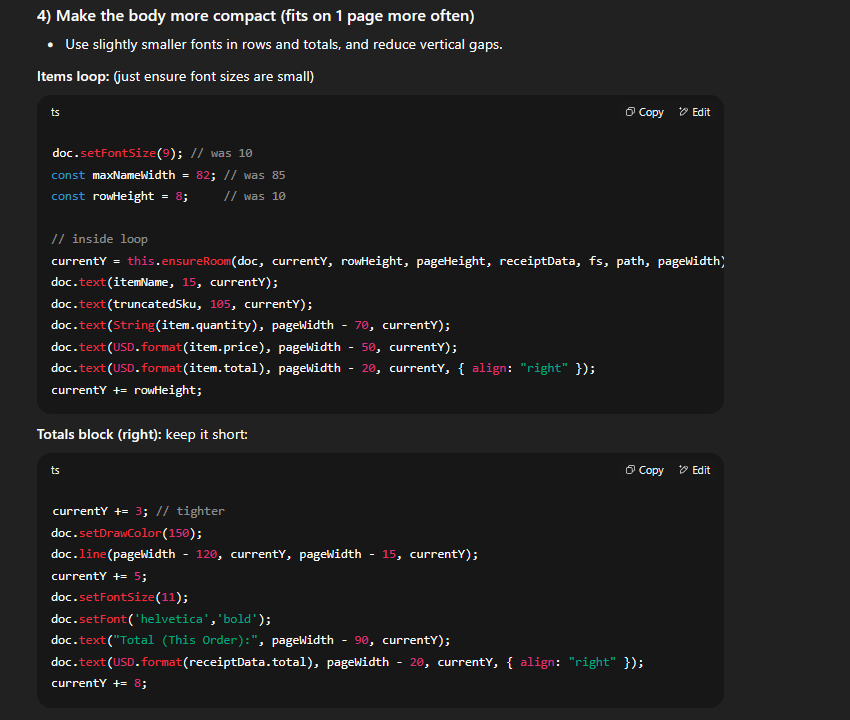 4) Make the body more compact (fits on 1 page more often)
• Use slightly smaller fonts in rows and totals, and reduce vertical gaps.
Items loop: (just ensure font sizes are small)
ts Copy Edit
doc.setFontSize(9); // was 10
const maxNameWidth = 82; // was 85
const rowHeight = 8;     // was 10
// inside loop
currentY = this.ensureRoom(doc, currentY, rowHeight, pageHeight, receiptData, fs, path, pageWidth)
doc.text(itemName, 15, currentY);
doc.text(truncatedSku, 105, currentY);
doc.text(String(item.quantity), pageWidth - 70, currentY);
doc.text(USD.format(item.price), pageWidth - 50, currentY);
doc.text(USD.format(item.total), pageWidth - 20, currentY, { align: "right" });
currentY += rowHeight;
Totals block (right): keep it short:
ts Copy Edit
currentY += 3; // tighter
doc.setDrawColor(150);
doc.line(pageWidth - 120, currentY, pageWidth - 15, currentY);
currentY += 5;
doc.setFontSize(11);
doc.setFont('helvetica','bold');
doc.text("Total (This Order):", pageWidth - 90, currentY);
doc.text(USD.format(receiptData.total), pageWidth - 20, currentY, { align: "right" });
currentY += 8;